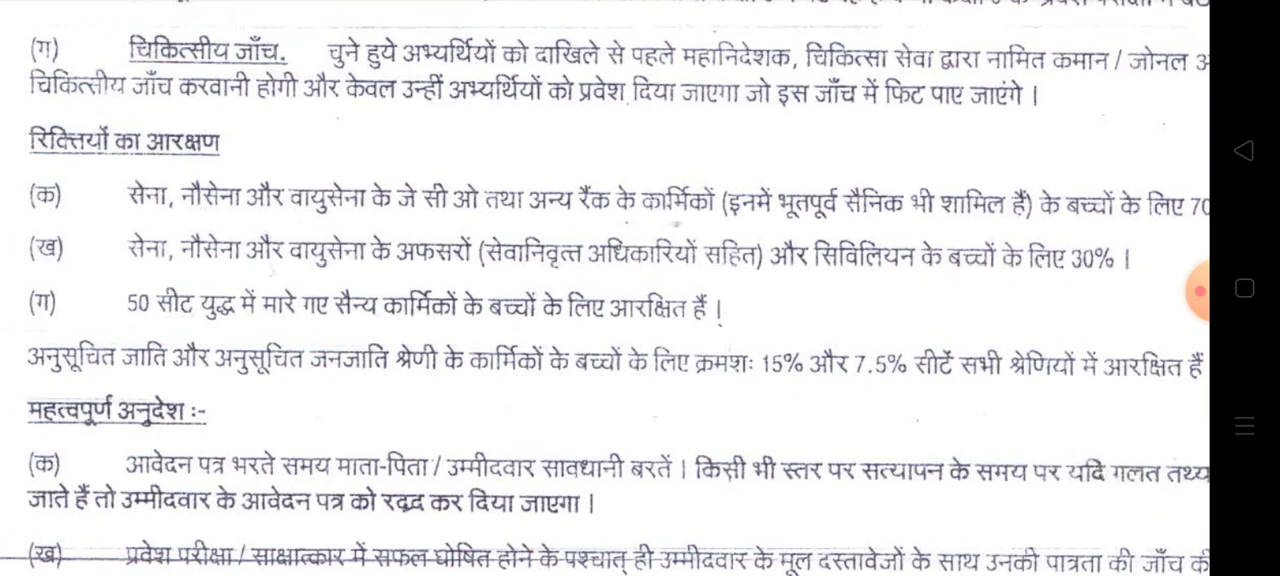 (ग) चिकित्सीय जाँच. चुने हुये अभ्यर्थियों को दाखिले से पहले महानिदेशक, चिकित्सा सेवा द्वारा नामित कमान / जोनल
चिकित्सीय जाँच करवानी होगी और केवल उन्हीं अभ्यर्थियों को प्रवेश दिया जाएगा जो इस जाँच में फिट पाए जाएंगे ।
रिक्तियों का आरक्षण
(क) सेना, नौसेना और वायुसेना के जे सी ओ तथा अन्य रैंक के कार्मिकों (इनमें भूतपूर्व सैनिक भी शामिल हैं) के बच्चों के लिए 70
(ख) सेना, नौसेना और वायुसेना के अफसरों (सेवानिवृत्त अधिकारियों सहित) और सिविलियन के बच्चों के लिए 30% ।
(ग) 50 सीट युद्ध में मारे गए सैन्य कार्मिकों के बच्चों के लिए आरक्षित हैं ।
अनुसूचित जाति और अनुसूचित जनजाति श्रेणी के कार्मिकों के बच्चों के लिए क्रमशः 15% और 7.5% सीटें सभी श्रेणियों में आरक्षित हैं
महत्वपूर्ण अनुदेश :-
(क) आवेदन पत्र भरते समय माता-पिता / उम्मीदवार सावधानी बरतें । किसी भी स्तर पर सत्यापन के समय पर यदि गलत तथ्य
जाते हैं तो उम्मीदवार के आवेदन पत्र को रदद्द कर दिया जाएगा ।
(ख) प्रवेश परीक्षा / साक्षात्कार में सफल घोषित होने के पश्चात् ही उम्मीदवार के मूल दस्तावेजों के साथ उनकी पात्रता की जाँच की